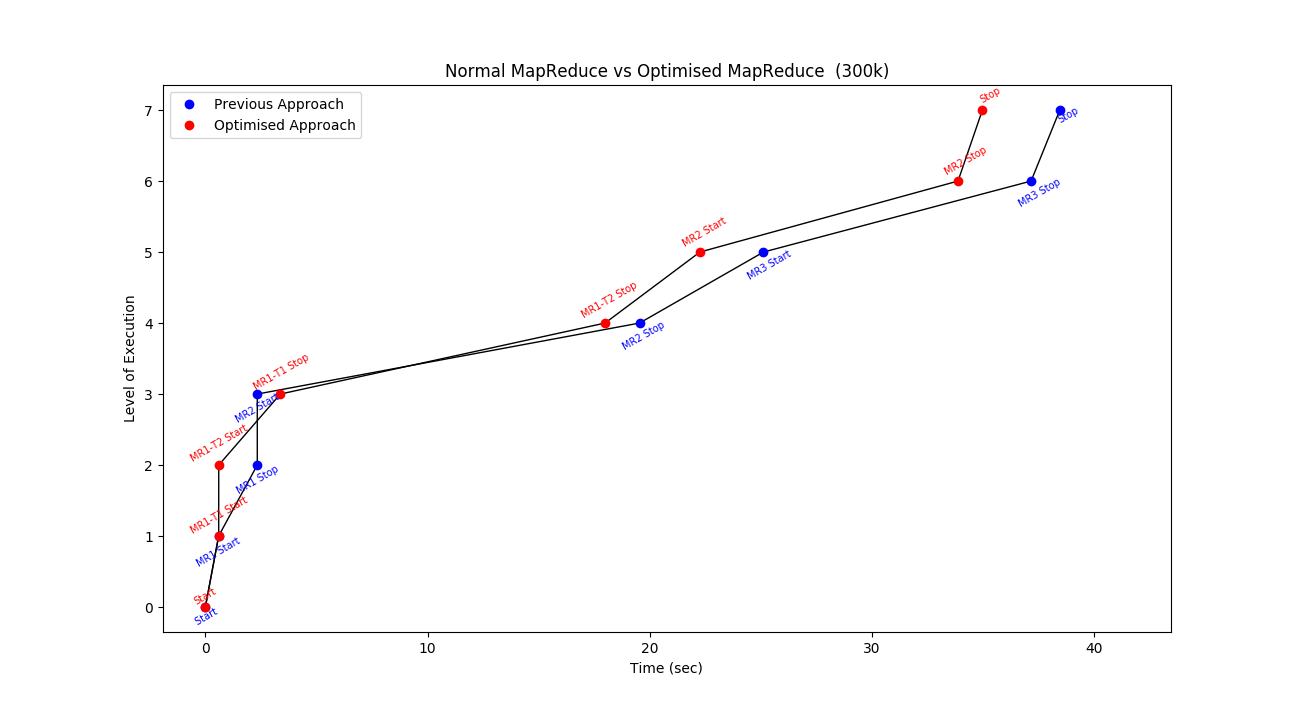 Normal MapReduce vs Optimised MapReduce (300k)
Previous Approach
Optimised Approach
Level of Execution
7
6
5
4
3
2
1
0
Stop
Stop
MR2 Stop
MR3 Stop
MR2 Start
MR3 Start
MR1-T2 Stop
MR2 Stop
MR1-T1 Stop
MR2 Start
MR1-T2 Start
MR1 Stop
MR1-T1 Start
MR1 Start
Start
Start
0 10 20 30 40
Time (sec)